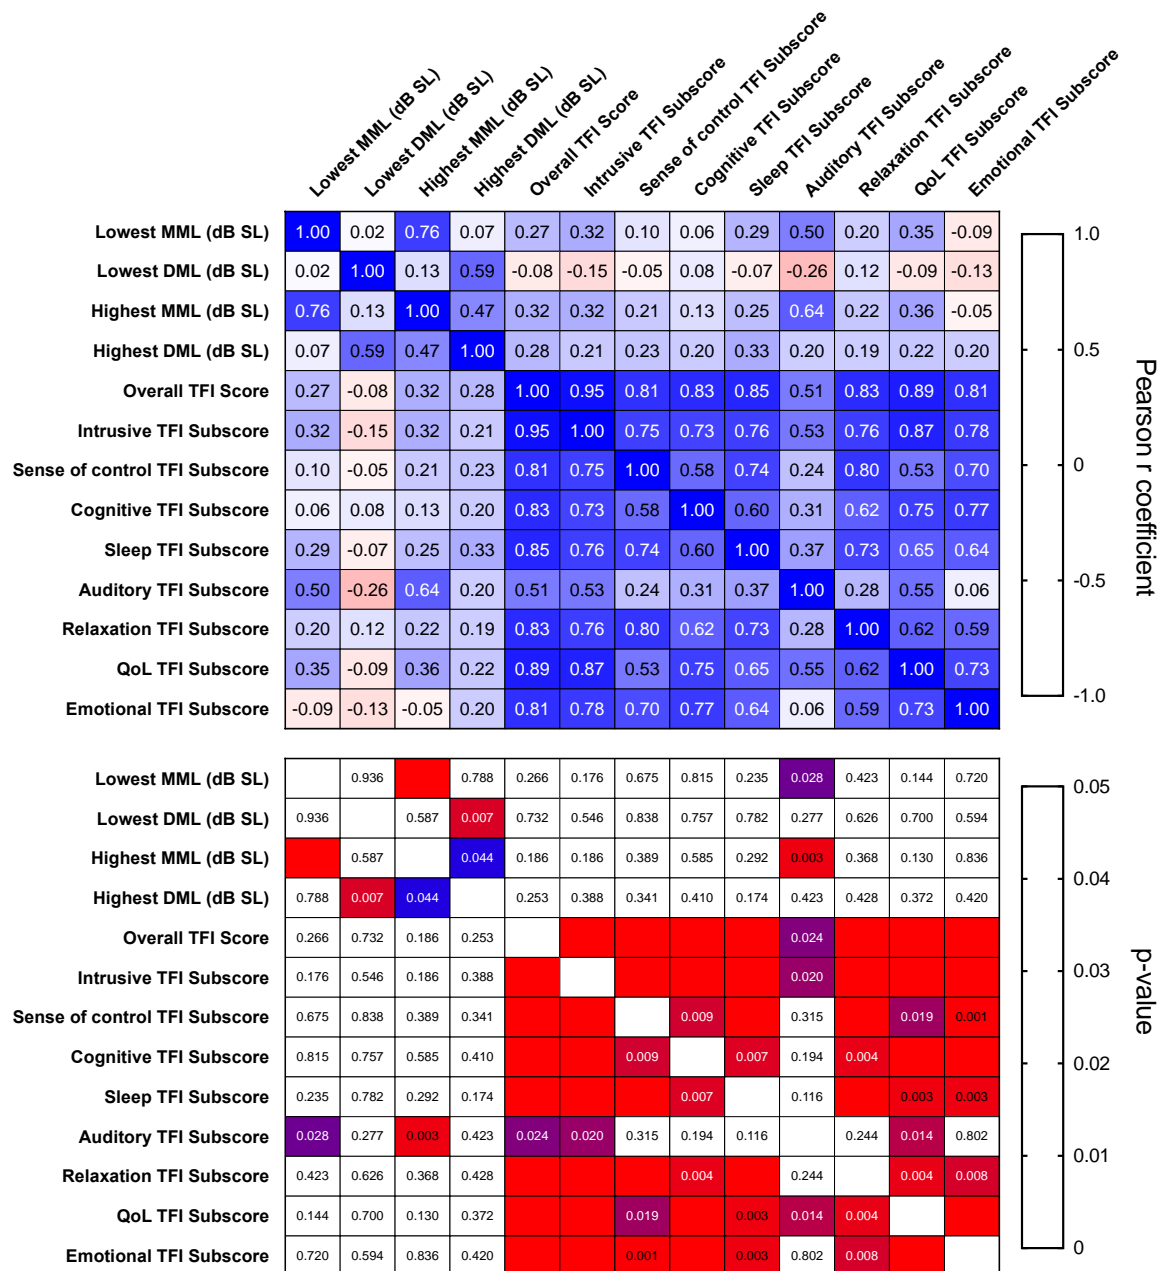 Lowest MML (dB SL)
Lowest DML (dB SL)
Highest MML (dB SL)
Highest DML (dB SL)
Overall TFI Score
Intrusive TFI Subscore
Sense of control TFI Subscore
Cognitive TFI Subscore
Sleep TFI Subscore
Auditory TFI Subscore
Relaxation TFI Subscore
QoL TFI Subscore
Emotional TFI Subscore
Lowest MML (dB SL) 1.00 0.02 0.76 0.07 0.27 0.32 0.10 0.06 0.29 0.50 0.20 0.35 -0.09
Lowest DML (dB SL) 0.02 1.00 0.13 0.59 -0.08 -0.15 -0.05 0.08 -0.07 -0.26 0.12 -0.09 -0.13
Highest MML (dB SL) 0.76 0.13 1.00 0.47 0.32 0.32 0.21 0.13 0.25 0.64 0.22 0.36 -0.05
Highest DML (dB SL) 0.07 0.59 0.47 1.00 0.28 0.21 0.23 0.20 0.33 0.20 0.19 0.22 0.20
Overall TFI Score 0.27 -0.08 0.32 0.28 1.00 0.95 0.81 0.83 0.85 0.51 0.83 0.89 0.81
Intrusive TFI Subscore 0.32 -0.15 0.32 0.21 0.95 1.00 0.75 0.73 0.76 0.53 0.76 0.87 0.78
Sense of control TFI Subscore 0.10 -0.05 0.21 0.23 0.81 0.75 1.00 0.58 0.74 0.24 0.80 0.53 0.70
Cognitive TFI Subscore 0.06 0.08 0.13 0.20 0.83 0.73 0.58 1.00 0.60 0.31 0.62 0.75 0.77
Sleep TFI Subscore 0.29 -0.07 0.25 0.33 0.85 0.76 0.74 0.60 1.00 0.37 0.73 0.65 0.64
Auditory TFI Subscore 0.50 -0.26 0.64 0.20 0.51 0.53 0.24 0.31 0.37 1.00 0.28 0.55 0.06
Relaxation TFI Subscore 0.20 0.12 0.22 0.19 0.83 0.76 0.80 0.62 0.73 0.28 1.00 0.62 0.59
QoL TFI Subscore 0.35 -0.09 0.36 0.22 0.89 0.87 0.53 0.75 0.65 0.55 0.62 1.00 0.73
Emotional TFI Subscore -0.09 -0.13 -0.05 0.20 0.81 0.78 0.70 0.77 0.64 0.06 0.59 0.73 1.00
1.0
0.5
0
-0.5
-1.0
Pearson r coefficient
Lowest MML (dB SL) 0.936 0.788 0.266 0.176 0.675 0.815 0.235 0.028 0.423 0.144 0.720
Lowest DML (dB SL) 0.936 0.587 0.007 0.732 0.546 0.838 0.757 0.782 0.277 0.626 0.700 0.594
Highest MML (dB SL) 0.587 0.044 0.186 0.186 0.389 0.585 0.292 0.003 0.368 0.130 0.836
Highest DML (dB SL) 0.788 0.007 0.044 0.253 0.388 0.341 0.410 0.174 0.423 0.428 0.372 0.420
Overall TFI Score 0.266 0.732 0.186 0.253 0.024
Intrusive TFI Subscore 0.176 0.546 0.186 0.388 0.020
Sense of control TFI Subscore 0.675 0.838 0.389 0.341 0.009 0.315 0.019 0.001
Cognitive TFI Subscore 0.815 0.757 0.585 0.410 0.009 0.007 0.194 0.004
Sleep TFI Subscore 0.235 0.782 0.292 0.174 0.007 0.116 0.003 0.003
Auditory TFI Subscore 0.028 0.277 0.003 0.423 0.024 0.020 0.315 0.194 0.116 0.244 0.014 0.802
Relaxation TFI Subscore 0.423 0.626 0.368 0.428 0.004 0.244 0.004 0.008
QoL TFI Subscore 0.144 0.700 0.130 0.372 0.019 0.003 0.014 0.004
Emotional TFI Subscore 0.720 0.594 0.836 0.420 0.001 0.003 0.802 0.008
0.05
0.04
0.03
0.02
0.01
0
p-value